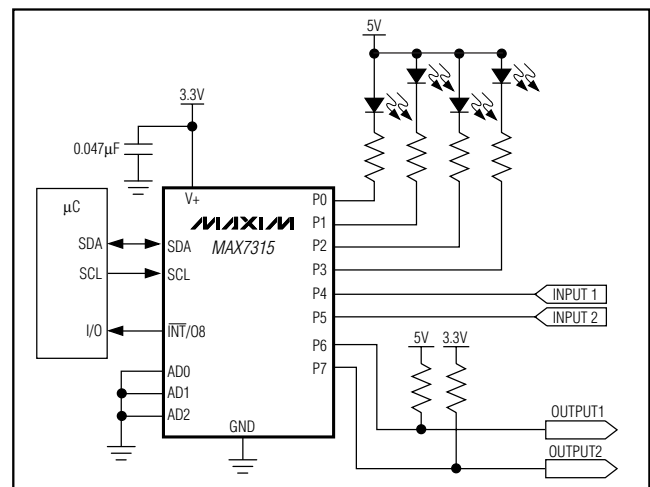 5V
3.3V
0.047μF
μC
V+
P0
MAXIM
P1
MAX7315
P2
SDA
SDA
P3
SCL
SCL
P4
INPUT 1
P5
INPUT 2
I/O
INT/O8
P6
5V
3.3V
P7
AD0
AD1
AD2
OUTPUT1
GND
OUTPUT2